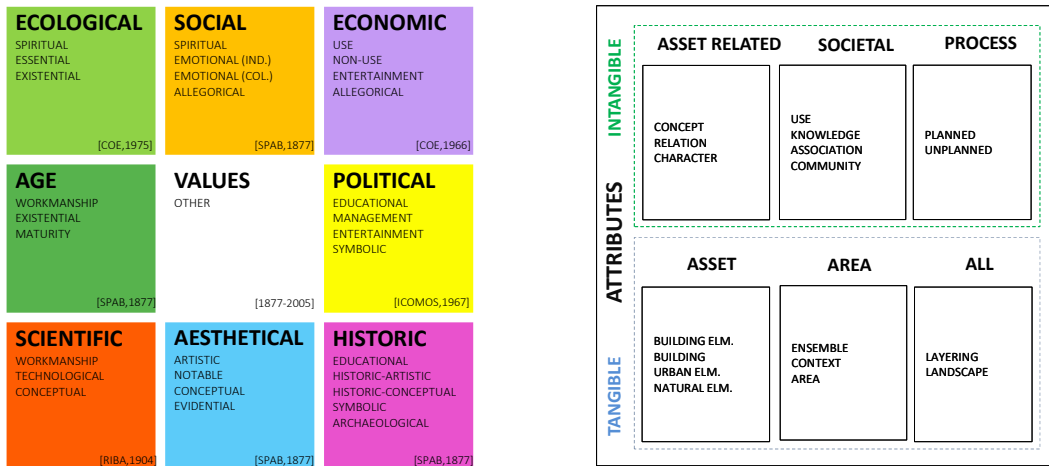 ECOLOGICAL
SPIRITUAL
ESSENTIAL
EXISTENTIAL
[COE,1975]
SOCIAL
SPIRITUAL
EMOTIONAL (IND.)
EMOTIONAL (COL.)
ALLEGORICAL
[SPAB,1877]
ECONOMIC
USE
NON-USE
ENTERTAINMENT
ALLEGORICAL
[COE,1966]
AGE
WORKMANSHIP
EXISTENTIAL
MATURITY
[SPAB,1877]
VALUES
OTHER
[1877-2005]
POLITICAL
EDUCATIONAL
MANAGEMENT
ENTERTAINMENT
SYMBOLIC
[ICOMOS,1967]
SCIENTIFIC
WORKMANSHIP
TECHNOLOGICAL
CONCEPTUAL
[RIBA,1904]
AESTHETICAL
ARTISTIC
NOTABLE
CONCEPTUAL
EVIDENTIAL
[SPAB,1877]
HISTORIC
EDUCATIONAL
HISTORIC-ARTISTIC
HISTORIC-CONCEPTUAL
SYMBOLIC
ARCHAEOLOGICAL
[SPAB,1877]
ATTRIBUTES
INTANGIBLE
ASSET RELATED
CONCEPT
RELATION
CHARACTER
SOCIETAL
USE
KNOWLEDGE
ASSOCIATION
COMMUNITY
PROCESS
PLANNED
UNPLANNED
TANGIBLE
ASSET
BUILDING ELM.
BUILDING
URBAN ELM.
NATURAL ELM.
AREA
ENSEMBLE
CONTEXT
AREA
ALL
LAYERING
LANDSCAPE